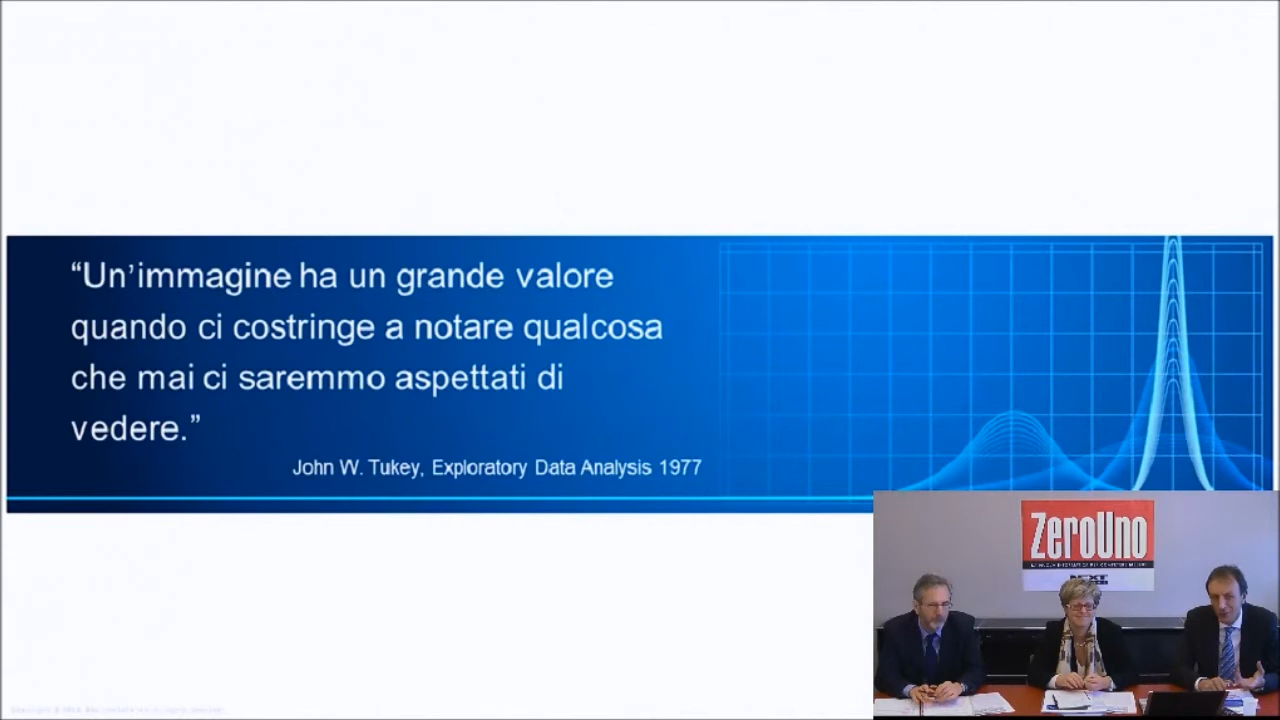 “Un’immagine ha un grande valore
quando ci costringe a notare qualcosa
che mai ci saremmo aspettati di
vedere.”
John W. Tukey, Exploratory Data Analysis 1977
ZeroUno